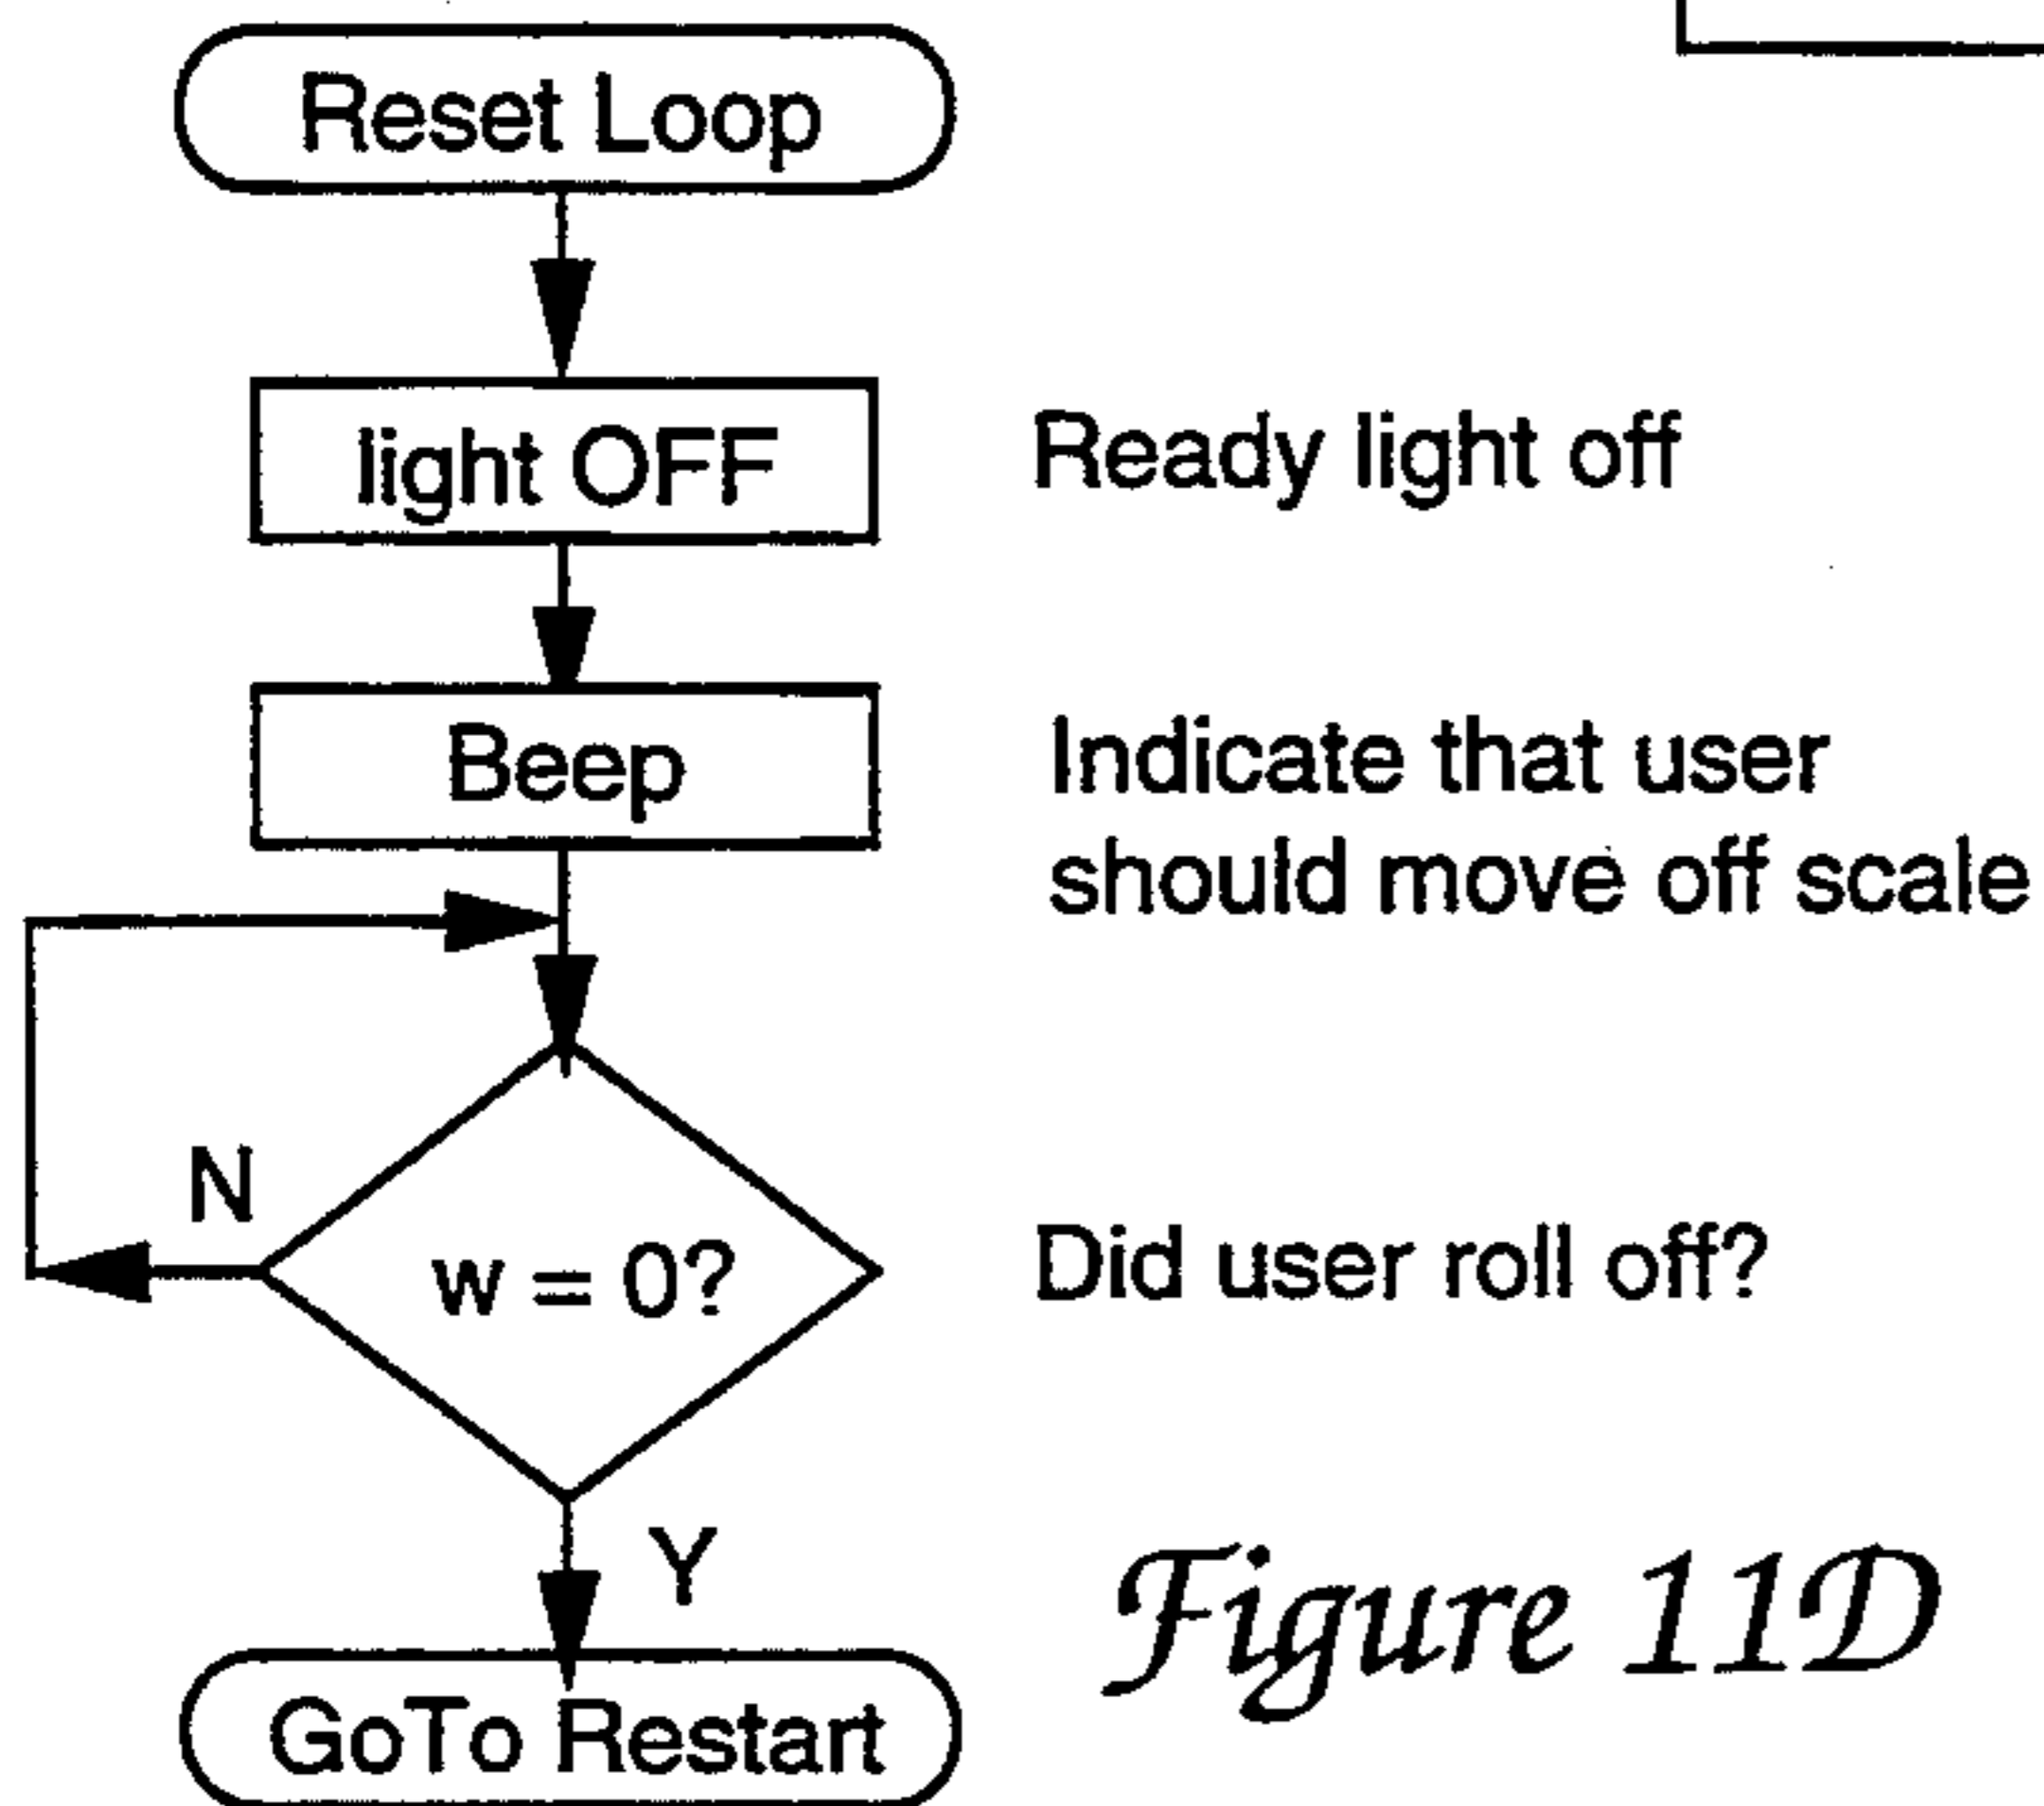 Reset Loop
light OFF
Ready light off
Beep
Indicate that user
should move off scale
N
w = 0?
Did user roll off?
Y
GoTo Restart
Figure 11D